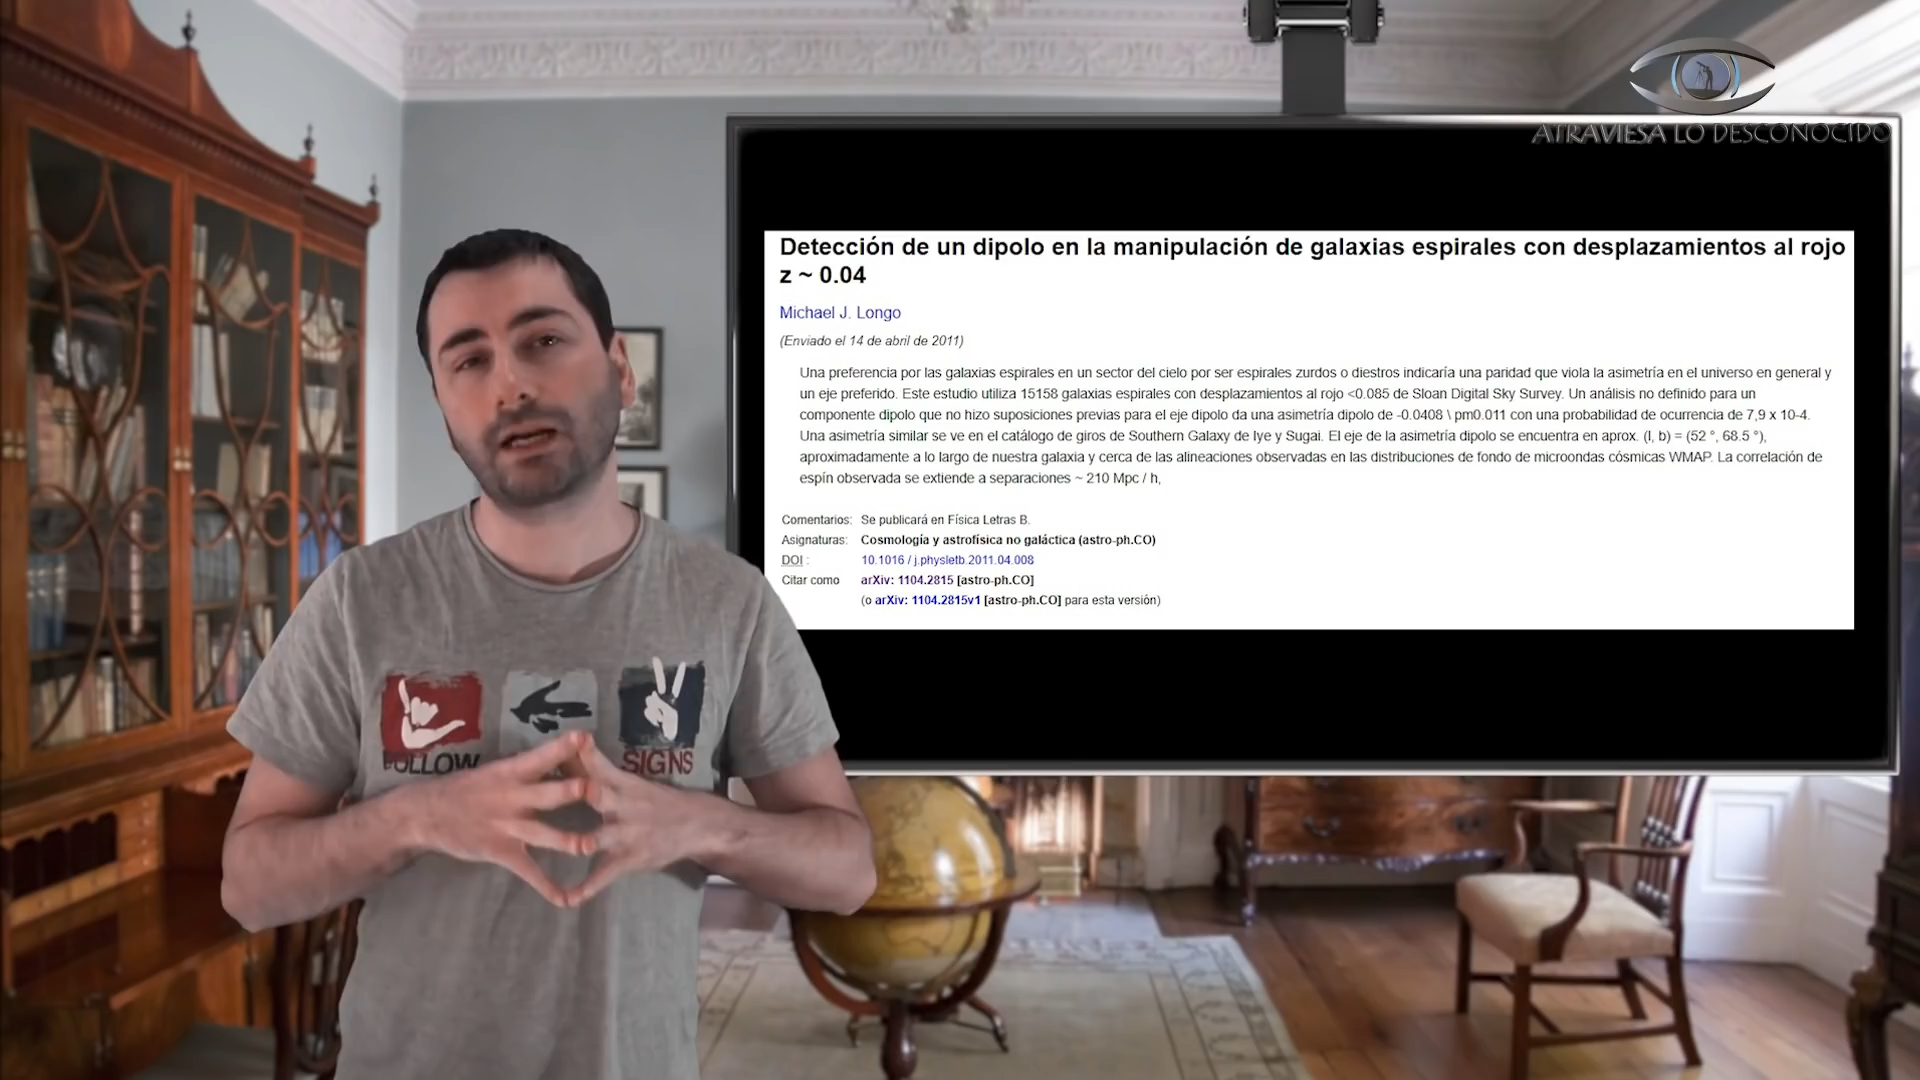 ATRAVIESA LO DESCONOCIDO
Detección de un dipolo en la manipulación de galaxias espirales con desplazamientos al rojo
z ~ 0.04
Michael J. Longo
(Enviado el 14 de abril de 2011)
Una preferencia por las galaxias espirales en un sector del cielo por ser espirales zurdos o diestros indicaría una paridad que viola la asimetría en el universo en general y
un eje preferido. Este estudio utiliza 15158 galaxias espirales con desplazamientos al rojo <0.085 de Sloan Digital Sky Survey. Un análisis no definido para un
componente dipolo que no hizo suposiciones previas para el eje dipolo da una asimetría dipolo de -0.0408 \ pm0.011 con una probabilidad de ocurrencia de 7,9 x 10-4.
Una asimetría similar se ve en el catálogo de giros de Southern Galaxy de Iye y Sugai. El eje de la asimetría dipolo se encuentra en aprox. (l, b) = (52 °, 68.5 °),
aproximadamente a lo largo de nuestra galaxia y cerca de las alineaciones observadas en las distribuciones de fondo de microondas cósmicas WMAP. La correlación de
espín observada se extiende a separaciones ~ 210 Mpc / h,
Comentarios: Se publicará en Física Letras B.
Asignaturas: Cosmología y astrofísica no galáctica (astro-ph.CO)
DOI : 10.1016 / j.physletb.2011.04.008
Citar como arXiv: 1104.2815 [astro-ph.CO]
(o arXiv: 1104.2815v1 [astro-ph.CO] para esta versión)
FOLLOW SIGNS